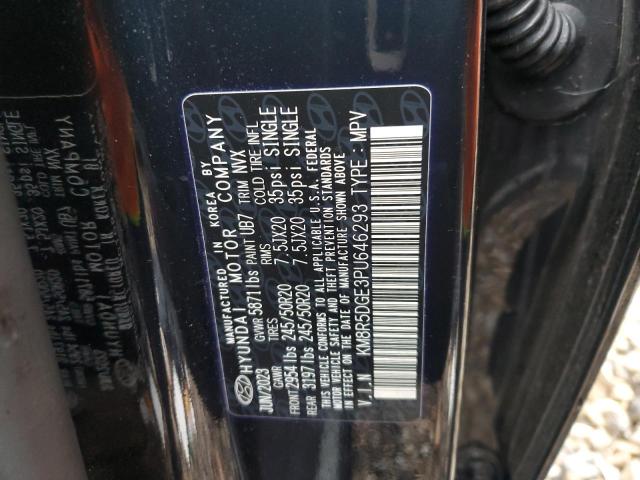 MANUFACTURED IN KOREA BY
HYUNDAI MOTOR COMPANY
JUN/2023 GVWR 5871lbs PAINT UB7 TRIM NVX
GAWR TIRES RIMS COLD TIRE INFL
FRONT 2954 lbs 245/50R20 7.5JX20 35psi SINGLE
REAR 3197 lbs 245/50R20 7.5JX20 35psi SINGLE
THIS VEHICLE CONFORMS TO ALL APPLICABLE U.S.A. FEDERAL
MOTOR VEHICLE SAFETY AND THEFT PREVENTION STANDARDS
IN EFFECT ON THE DATE OF MANUFACTURE SHOWN ABOVE.
V.I.N : KM8R5DGE3PU646293 TYPE : MPV